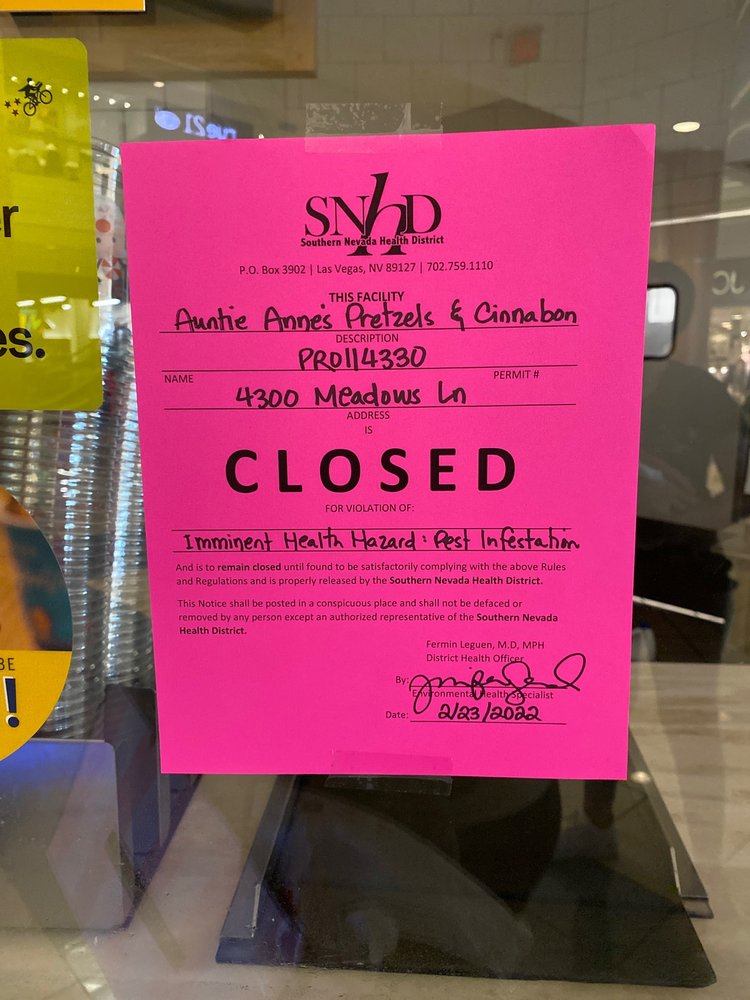 rue21
r
es.
SNhD
Southern Nevada Health District
P.O. Box 3902 | Las Vegas, NV 89127 | 702.759.1110
THIS FACILITY
Auntie Anne's Pretzels & Cinnabon
DESCRIPTION
PR0114330
NAME PERMIT #
4300 Meadows Ln
ADDRESS
IS
CLOSED
FOR VIOLATION OF:
Imminent Health Hazard: Pest Infestation
And is to remain closed until found to be satisfactorily complying with the above Rules
and Regulations and is properly released by the Southern Nevada Health District.
This Notice shall be posted in a conspicuous place and shall not be defaced or
removed by any person except an authorized representative of the Southern Nevada
Health District.
Fermin Leguen, M.D, MPH
District Health Officer
By:
Environmental Health Specialist
Date: 2/23/2022
BE
!
JC